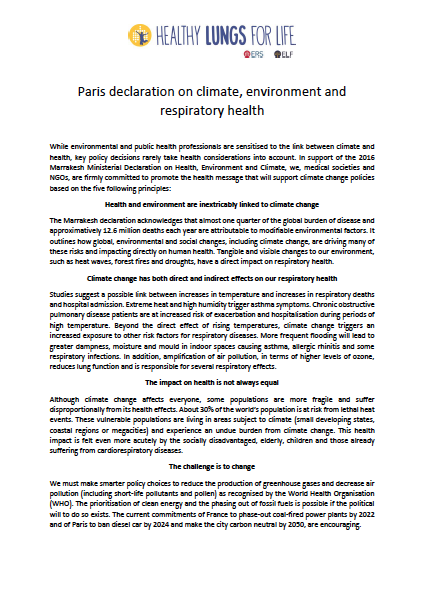 HEALTHY LUNGS FOR LIFE
ERS ELF
Paris declaration on climate, environment and
respiratory health
While environmental and public health professionals are sensitised to the link between climate and
health, key policy decisions rarely take health considerations into account. In support of the 2016
Marrakesh Ministerial Declaration on Health, Environment and Climate, we, medical societies and
NGOs, are firmly committed to promote the health message that will support climate change policies
based on the five following principles:
Health and environment are inextricably linked to climate change
The Marrakesh declaration acknowledges that almost one quarter of the global burden of disease and
approximatively 12.6 million deaths each year are attributable to modifiable environmental factors. It
outlines how global, environmental and social changes, including climate change, are driving many of
these risks and impacting directly on human health. Tangible and visible changes to our environment,
such as heat waves, forest fires and droughts, have a direct impact on respiratory health.
Climate change has both direct and indirect effects on our respiratory health
Studies suggest a possible link between increases in temperature and increases in respiratory deaths
and hospital admission. Extreme heat and high humidity trigger asthma symptoms. Chronic obstructive
pulmonary disease patients are at increased risk of exacerbation and hospitalisation during periods of
high temperature. Beyond the direct effect of rising temperatures, climate change triggers an
increased exposure to other risk factors for respiratory diseases. More frequent flooding will lead to
greater dampness, moisture and mould in indoor spaces causing asthma, allergic rhinitis and some
respiratory infections. In addition, amplification of air pollution, in terms of higher levels of ozone,
reduces lung function and is responsible for several respiratory effects.
The impact on health is not always equal
Although climate change affects everyone, some populations are more fragile and suffer
disproportionally from its health effects. About 30% of the world's population is at risk from lethal heat
events. These vulnerable populations are living in areas subject to climate (small developing states,
coastal regions or megacities) and experience an undue burden from climate change. This health
impact is felt even more acutely by the socially disadvantaged, elderly, children and those already
suffering from cardiorespiratory diseases.
The challenge is to change
We must make smarter policy choices to reduce the production of greenhouse gases and decrease air
pollution (including short-life pollutants and pollen) as recognised by the World Health Organisation
(WHO). The prioritisation of clean energy and the phasing out of fossil fuels is possible if the political
will to do so exists. The current commitments of France to phase-out coal-fired power plants by 2022
and of Paris to ban diesel car by 2024 and make the city carbon neutral by 2050, are encouraging.